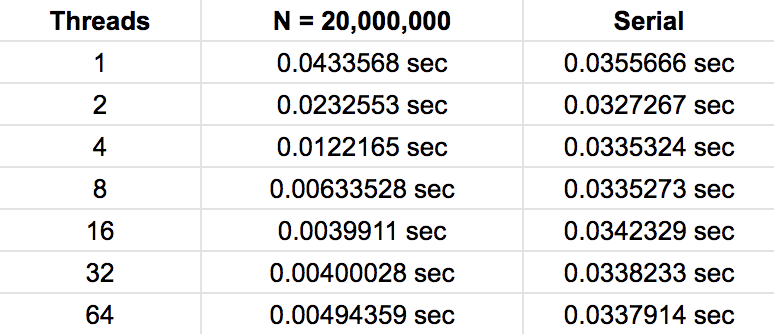 Threads N = 20,000,000 Serial
1 0.0433568 sec 0.0355666 sec
2 0.0232553 sec 0.0327267 sec
4 0.0122165 sec 0.0335324 sec
8 0.00633528 sec 0.0335273 sec
16 0.0039911 sec 0.0342329 sec
32 0.00400028 sec 0.0338233 sec
64 0.00494359 sec 0.0337914 sec